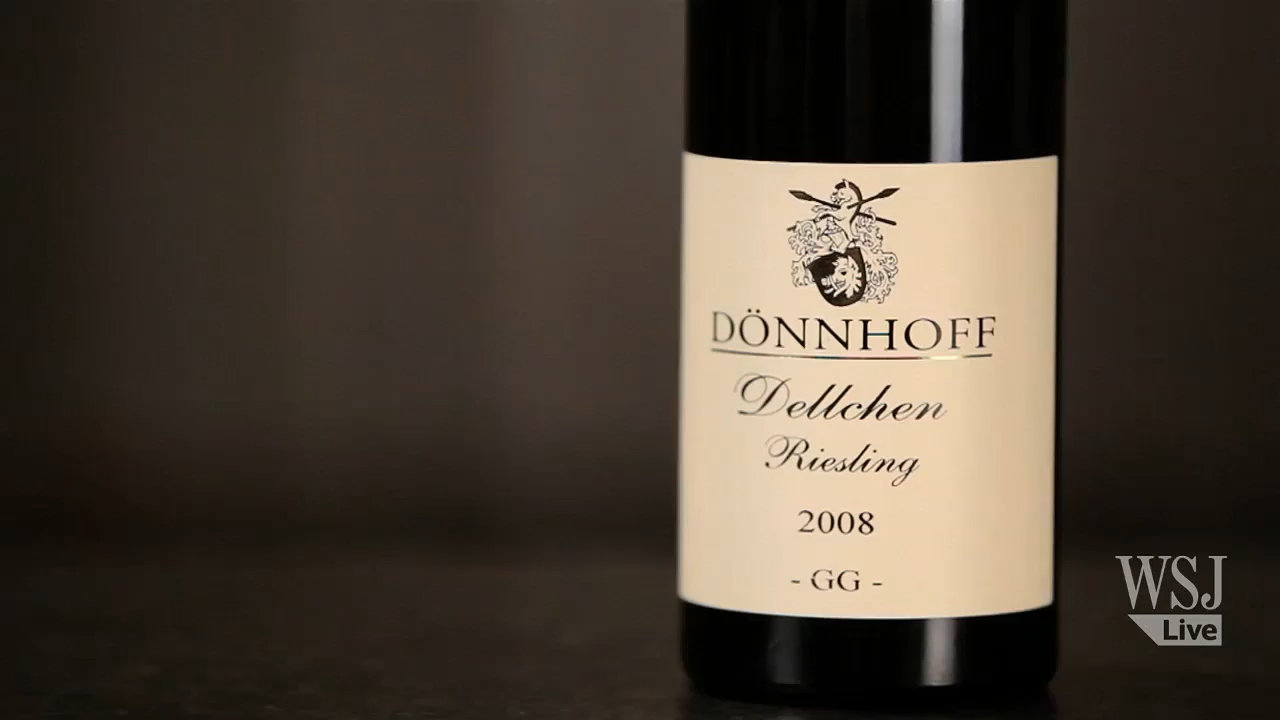 DÖNNHOFF
Dellchen
Riesling
2008
- GG -
WSJ
Live